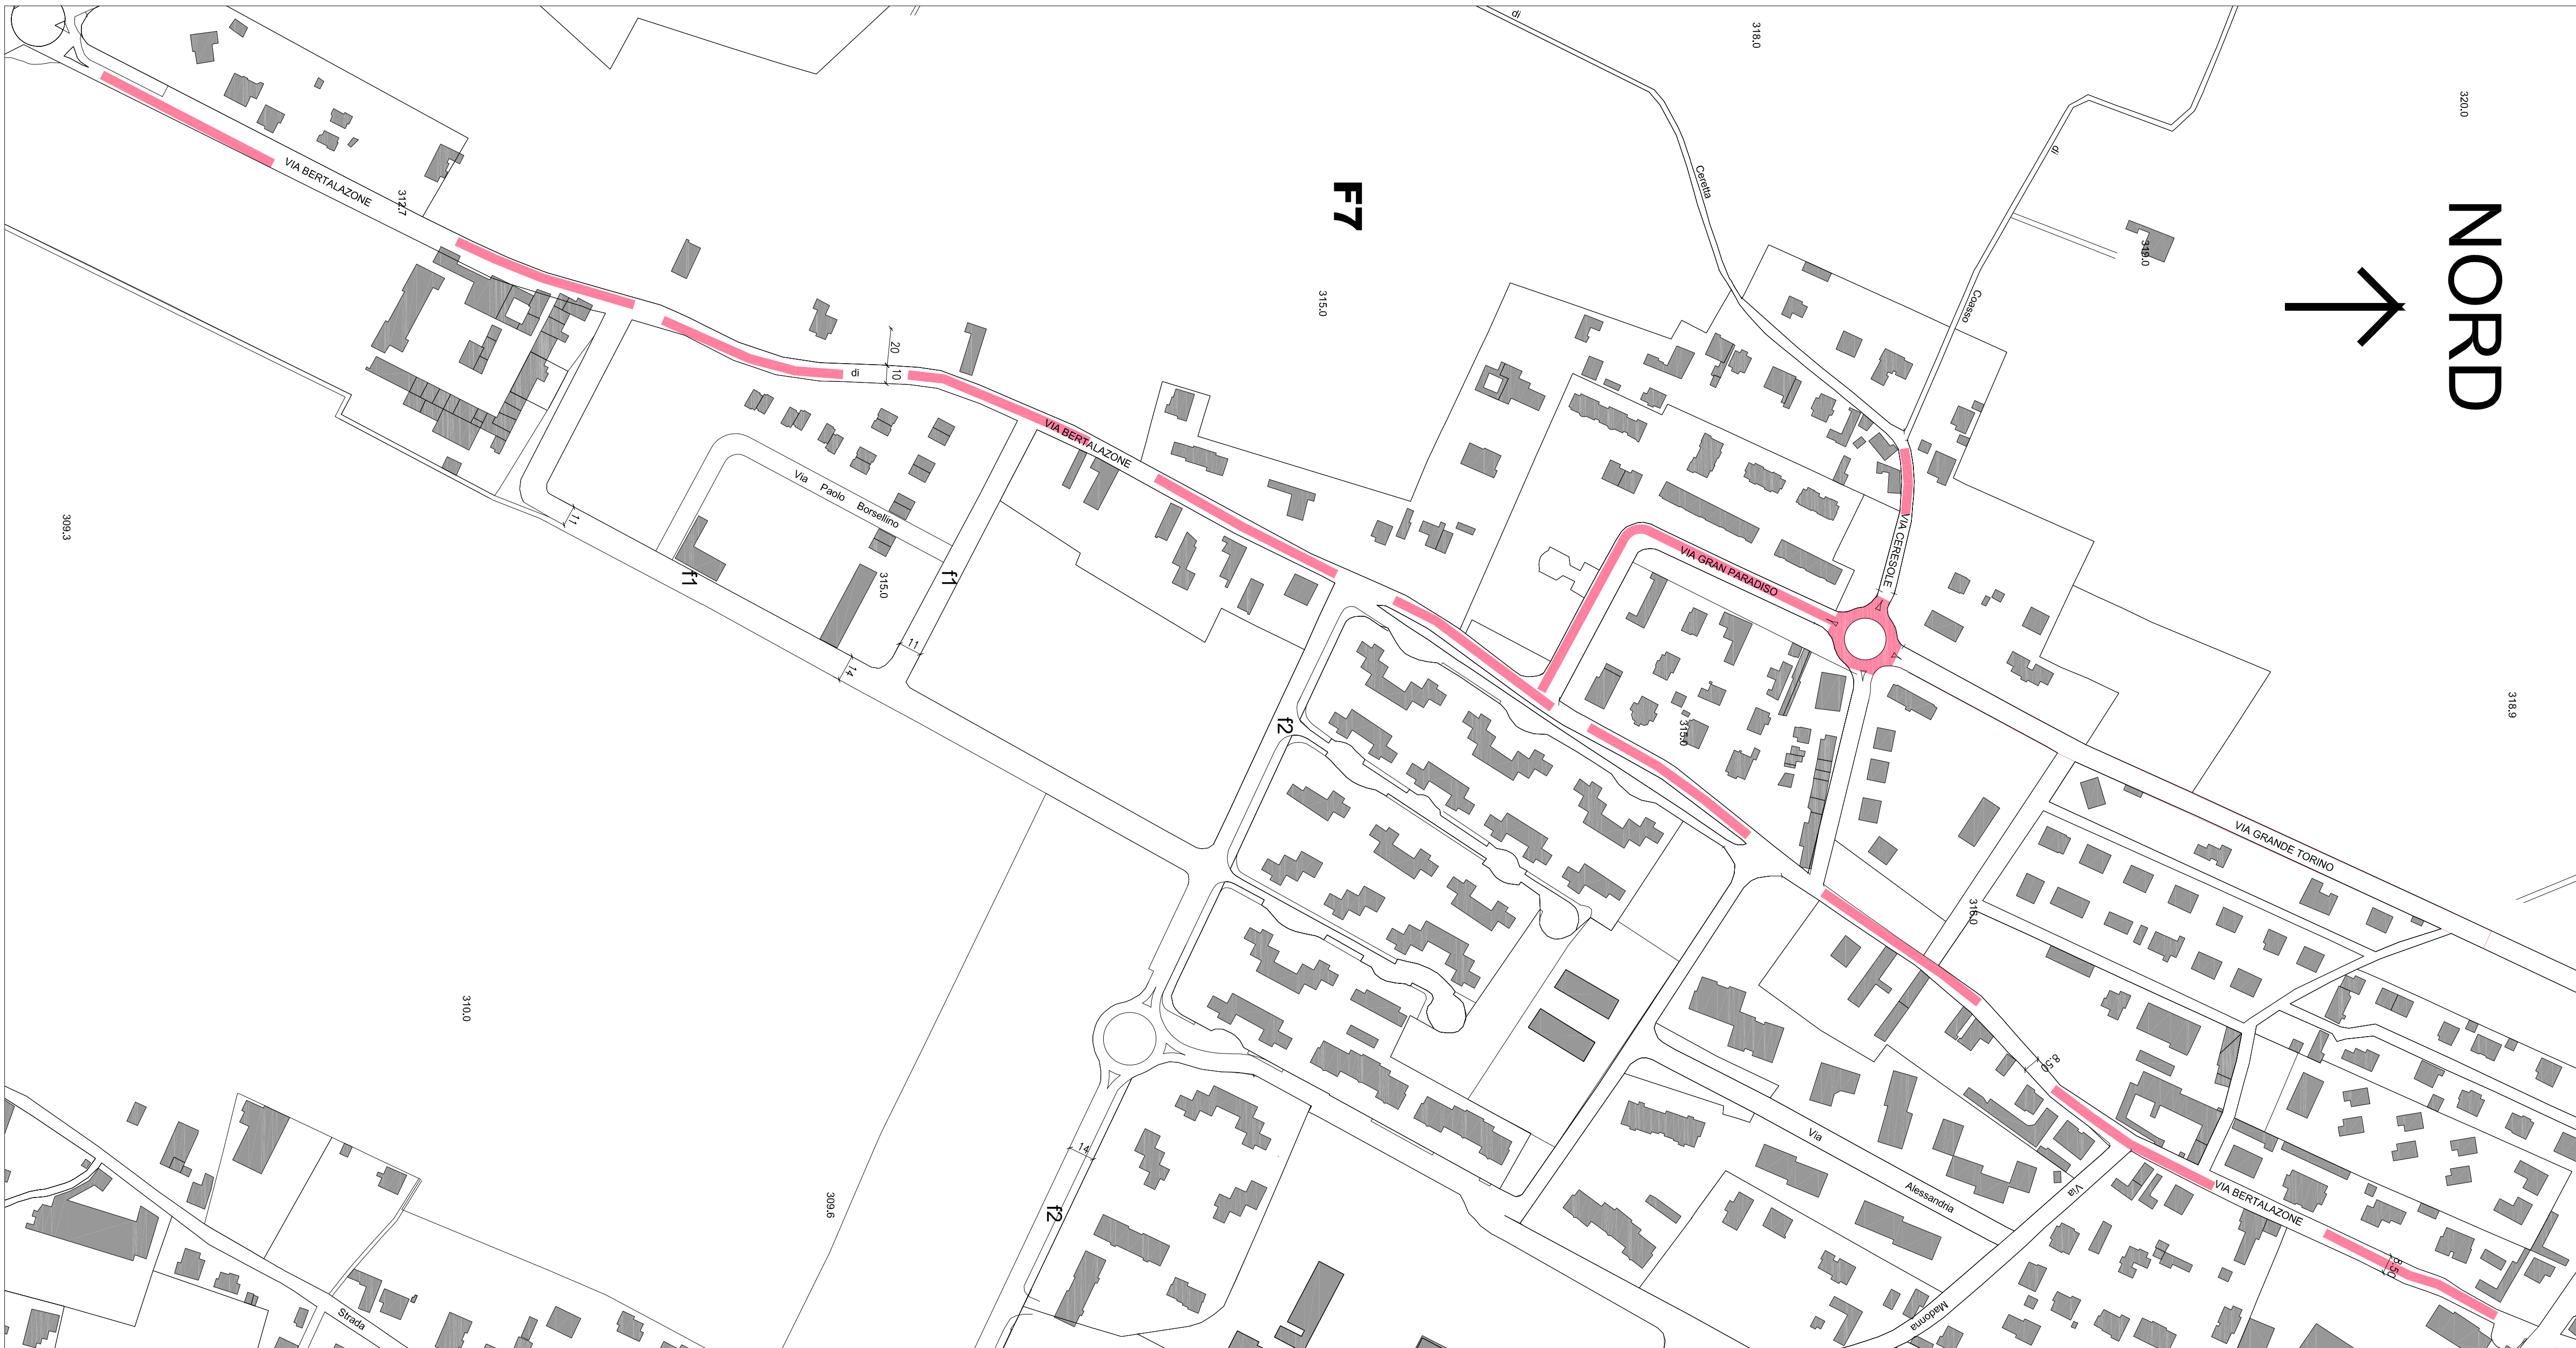 di
318.0
320.0
di
Ceretta
VIA BERTALAZONE
312.7
F7
NORD
319.0
315.0
Coasso
20
10
di
VIA BERTALAZONE
Via Paolo Borsellino
309.3
11
VIA CERESOLE
VIA GRAN PARADISO
f1
f1
315.0
11
14
318.9
f2
315.0
VIA GRANDE TORINO
316.0
310.0
8.50
14
Via
Alessandria
Via
309.6
f2
VIA BERTALAZONE
8.50
Strada
Madonna